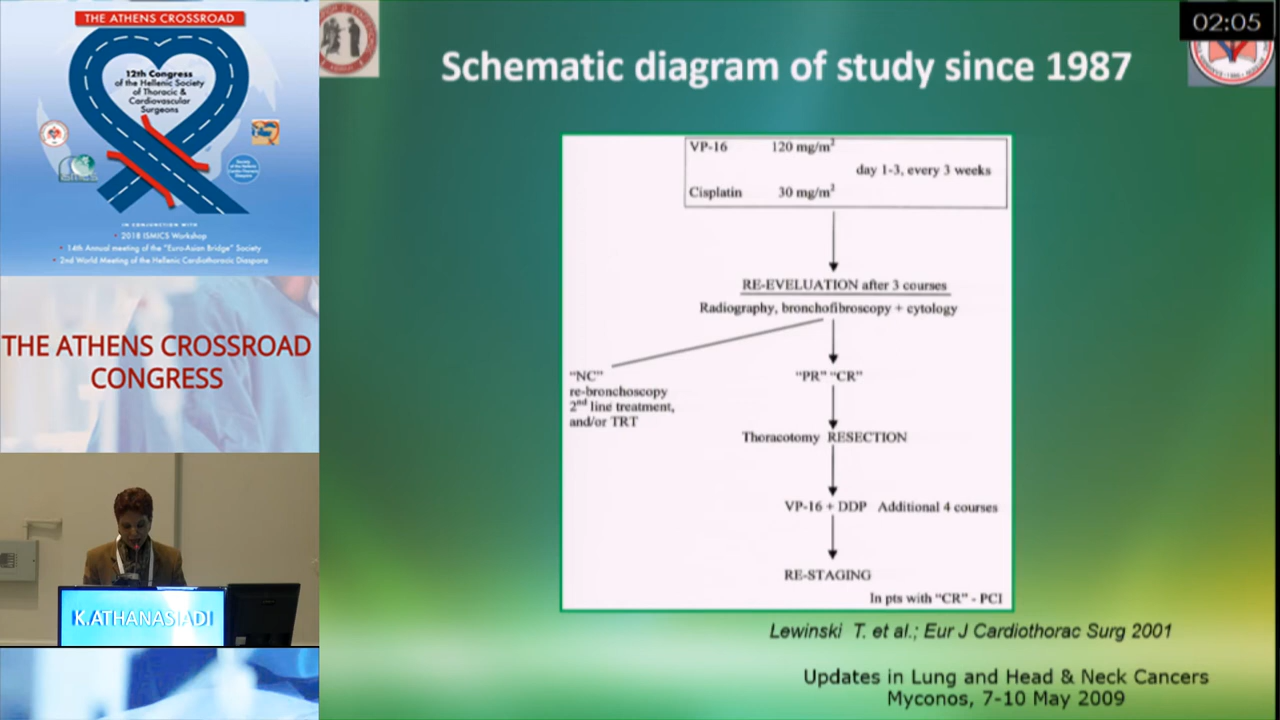 THE ATHENS CROSSROAD
12th Congress
of the Hellenic Society
of Thoracic &
Cardiovascular
Surgeons
ISMICS
IN CONJUNCTION WITH
• 2018 ISMICS Workshop
• 14th Annual meeting of the "Euro-Asian Bridge" Society
• 2nd World Meeting of the Hellenic Cardiothoracic Diaspora
THE ATHENS CROSSROAD
CONGRESS
K.ATHANASIADI
02:05
Schematic diagram of study since 1987
VP-16 120 mg/m²
day 1-3, every 3 weeks
Cisplatin 30 mg/m²
RE-EVELUATION after 3 courses
Radiography, bronchofibroscopy + cytology
"NC"
re-bronchoscopy
2nd line treatment,
and/or TRT
"PR" "CR"
Thoracotomy RESECTION
VP-16 + DDP Additional 4 courses
RE-STAGING
In pts with "CR" - PCI
Lewinski T. et al.; Eur J Cardiothorac Surg 2001
Updates in Lung and Head & Neck Cancers
Myconos, 7-10 May 2009